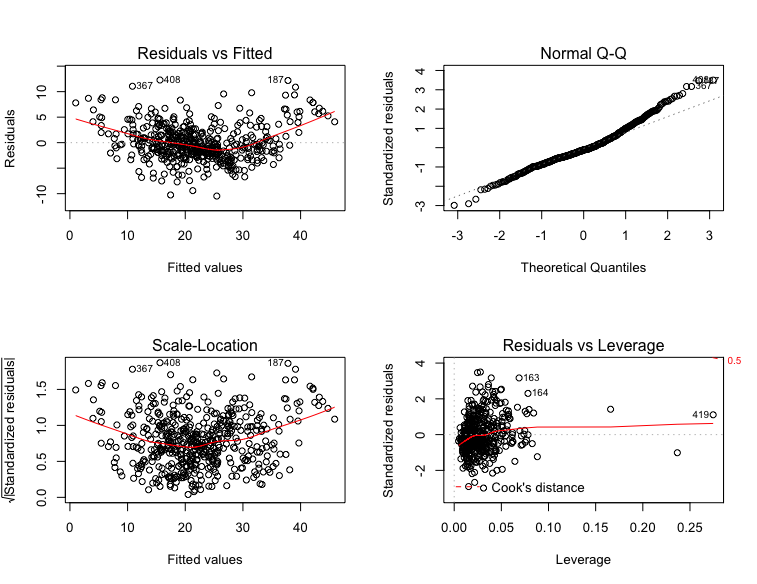 Residuals vs Fitted
Residuals
10
5
0
-10
367
408
187
0 10 20 30 40
Fitted values
Normal Q-Q
Standardized residuals
4
3
1
-1
-3
367
-3 -2 -1 0 1 2 3
Theoretical Quantiles
Scale-Location
√|Standardized residuals|
1.5
1.0
0.5
0.0
367
408
187
0 10 20 30 40
Fitted values
Residuals vs Leverage
Standardized residuals
4
2
0
-2
0.5
163
164
419
Cook's distance
0.00 0.05 0.10 0.15 0.20 0.25
Leverage